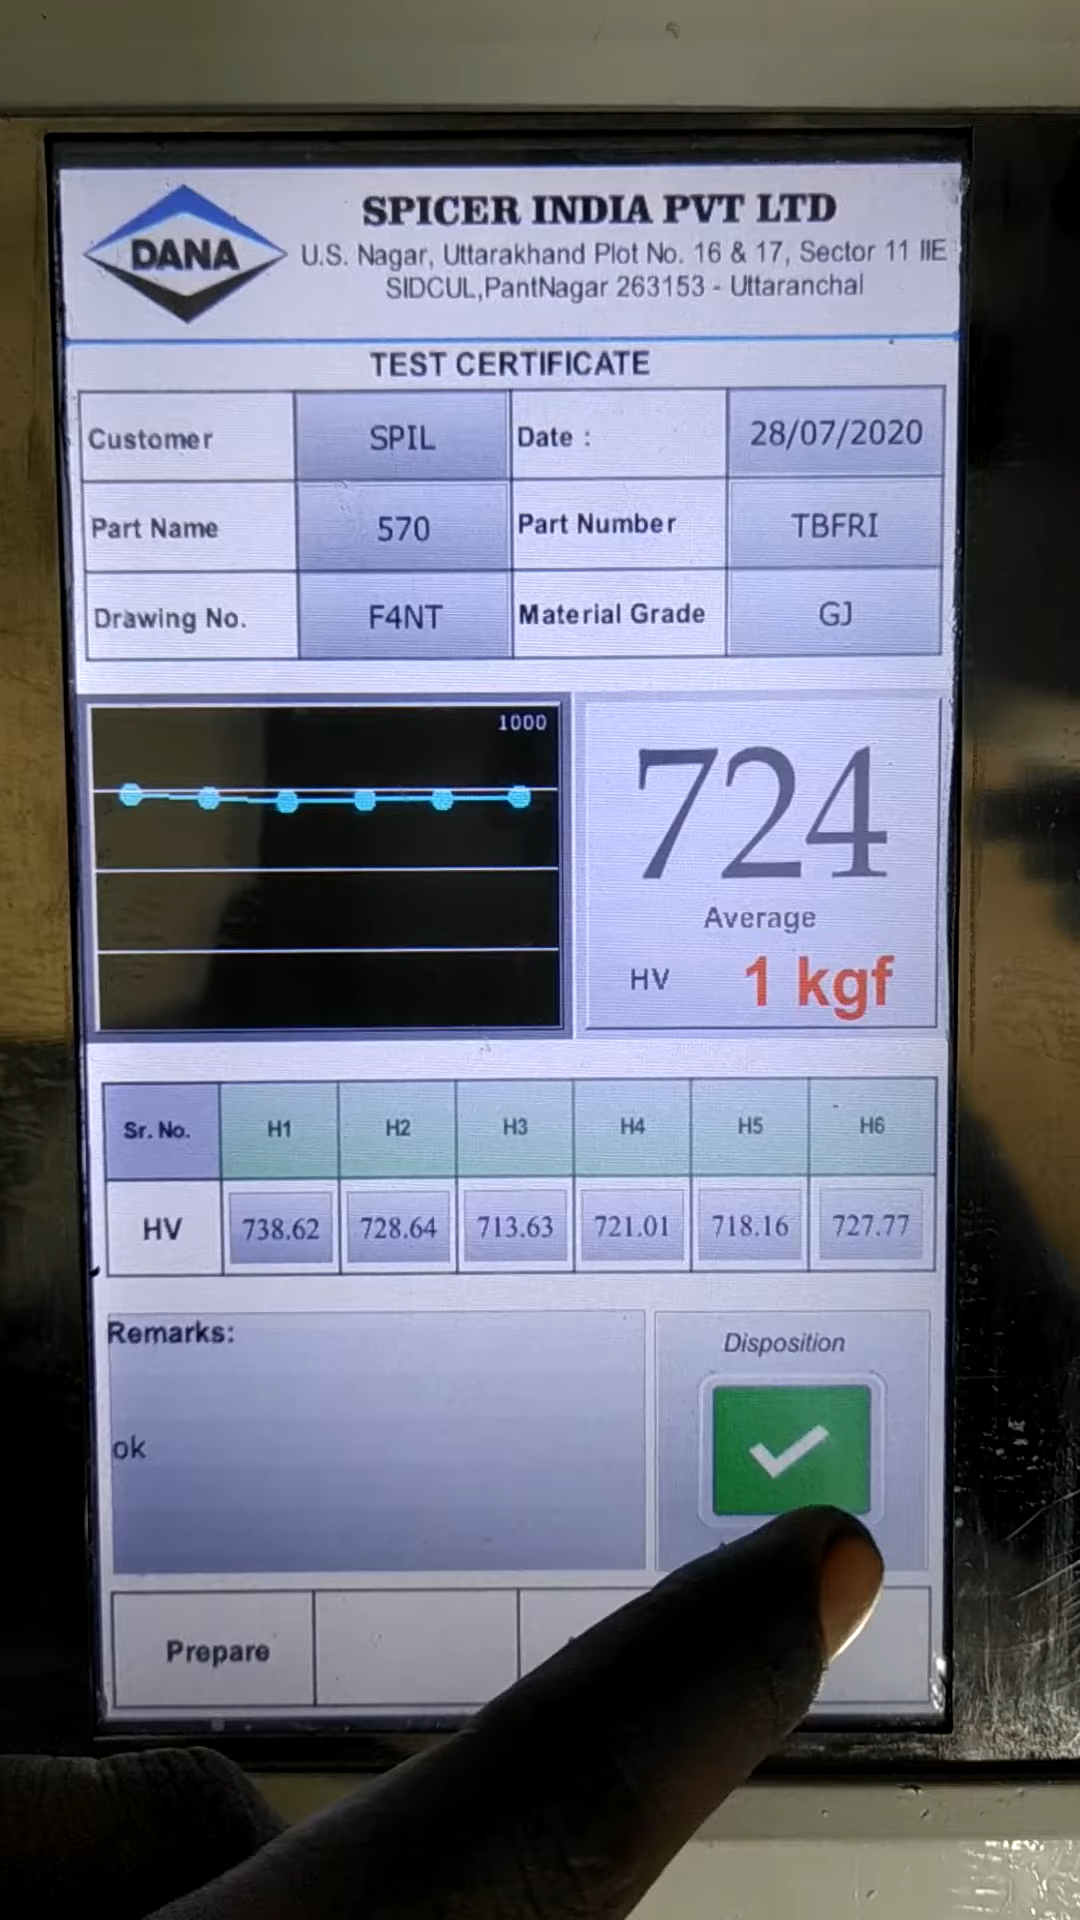 DANA
SPICER INDIA PVT LTD
U.S. Nagar, Uttarakhand Plot No. 16 & 17, Sector 11 IIE
SIDCUL,PantNagar 263153 - Uttaranchal
TEST CERTIFICATE
Customer SPIL Date : 28/07/2020
Part Name 570 Part Number TBFRI
Drawing No. F4NT Material Grade GJ
1000
724
Average
HV 1 kgf
Sr. No. H1 H2 H3 H4 H5 H6
HV 738.62 728.64 713.63 721.01 718.16 727.77
Remarks:
ok
Disposition
Prepare